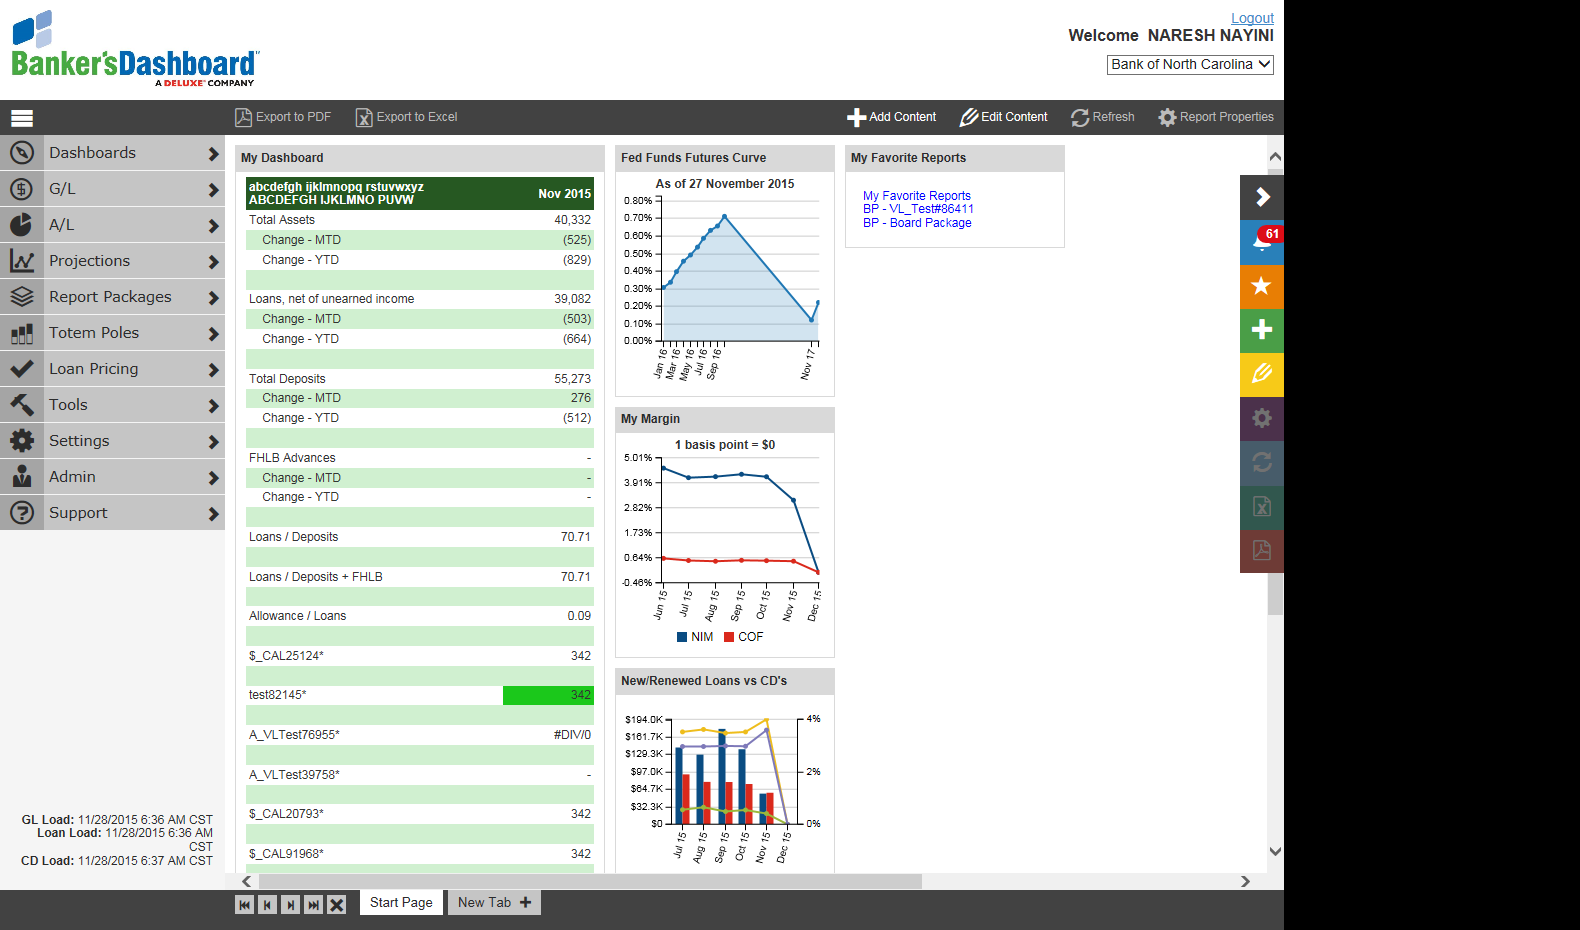 Banker'sDashboard
A DELUXE COMPANY
Logout
Welcome NARESH NAYINI
Bank of North Carolina
Export to PDF
Export to Excel
Add Content
Edit Content
Refresh
Report Properties
Dashboards
G/L
A/L
Projections
Report Packages
Totem Poles
Loan Pricing
Tools
Settings
Admin
Support
GL Load: 11/28/2015 6:36 AM CST
Loan Load: 11/28/2015 6:36 AM
CST
CD Load: 11/28/2015 6:37 AM CST
My Dashboard
abcdefgh ijklmnopq rstuvwxyz
ABCDEFGH IJKLMNO PUVW Nov 2015
Total Assets 40,332
Change - MTD (525)
Change - YTD (829)
Loans, net of unearned income 39,082
Change - MTD (503)
Change - YTD (664)
Total Deposits 55,273
Change - MTD 276
Change - YTD (512)
FHLB Advances -
Change - MTD -
Change - YTD -
Loans / Deposits 70.71
Loans / Deposits + FHLB 70.71
Allowance / Loans 0.09
$_CAL25124* 342
test82145* 342
A_VLTest76955* #DIV/0
A_VLTest39758* -
$_CAL20793* 342
$_CAL91968* 342
Fed Funds Futures Curve
As of 27 November 2015
0.80%
0.70%
0.60%
0.50%
0.40%
0.30%
0.20%
0.10%
0.00%
Jan 16 Mar 16 May 16 Jul 16 Sep 16 Nov 17
My Margin
1 basis point = $0
5.01%
3.91%
2.82%
1.73%
0.64%
-0.46%
Jun 15 Jul 15 Aug 15 Sep 15 Oct 15 Nov 15 Dec 15
NIM COF
New/Renewed Loans vs CD's
$194.0K 4%
$161.7K
$129.3K
$97.0K 2%
$64.7K
$32.3K
$0 0%
Jul 15 Aug 15 Sep 15 Oct 15 Nov 15 Dec 15
My Favorite Reports
My Favorite Reports
BP - VL_Test#86411
BP - Board Package
61
Start Page
New Tab